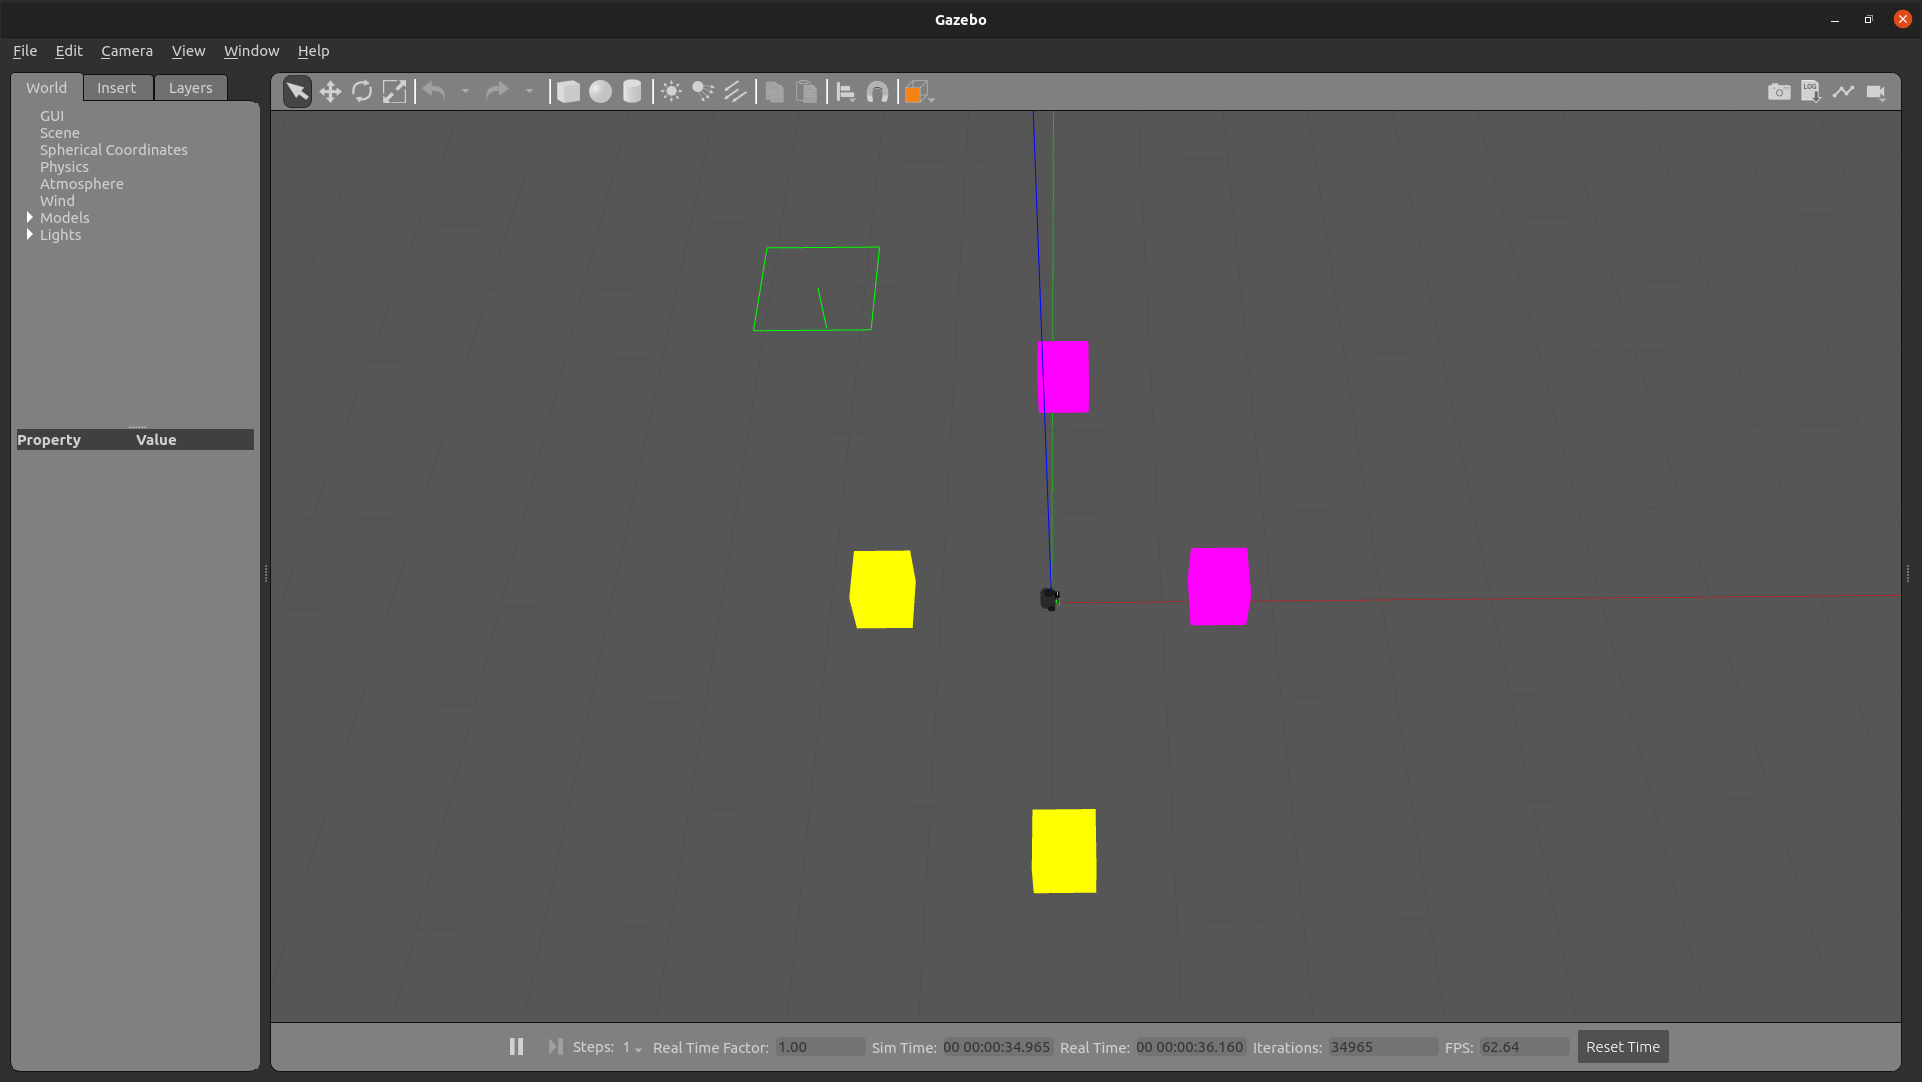 Gazebo
File Edit Camera View Window Help
World Insert Layers
GUI
Scene
Spherical Coordinates
Physics
Atmosphere
Wind
Models
Lights
LOG
Property Value
Steps: 1 Real Time Factor: 1.00 Sim Time: 00 00:00:34.965 Real Time: 00 00:00:36.160 Iterations: 34965 FPS: 62.64 Reset Time